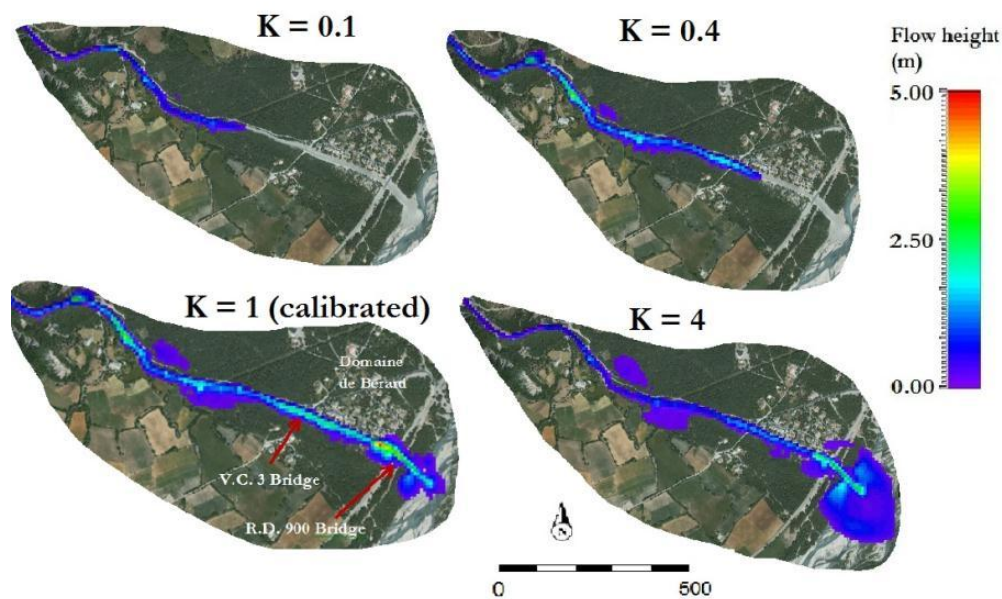 K = 0.1
K = 0.4
Flow height
(m)
5.00
2.50
0.00
K = 1 (calibrated)
K = 4
Domaine
de Bérard
V.C. 3 Bridge
R.D. 900 Bridge
N
0
500